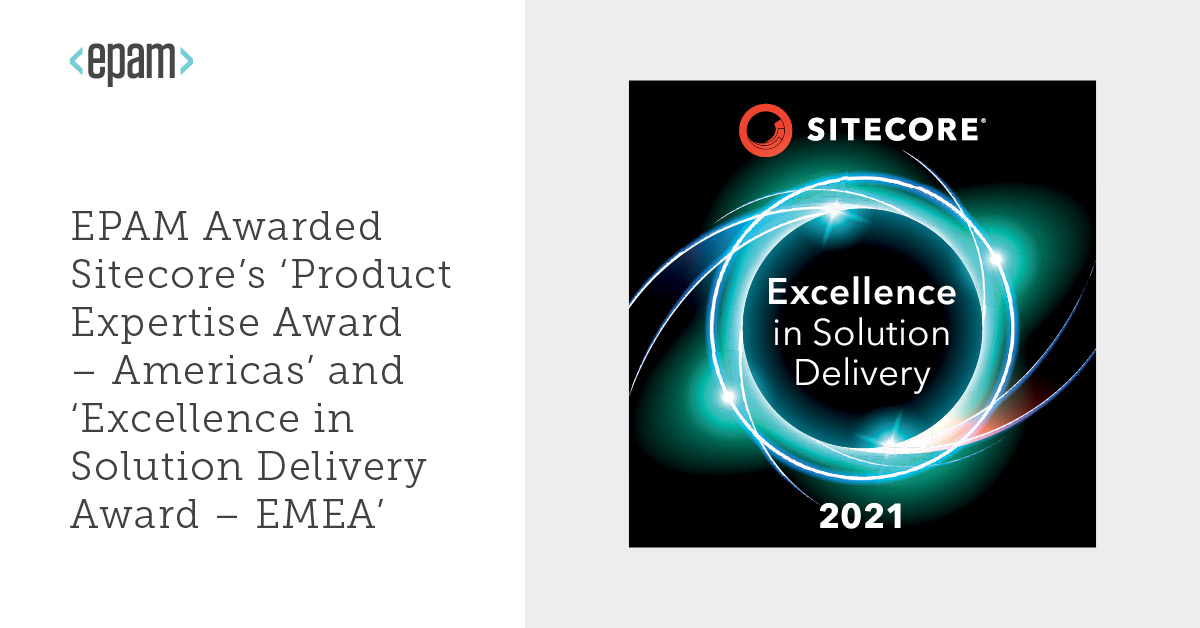 <epam>
EPAM Awarded
Sitecore’s ‘Product
Expertise Award
– Americas’ and
‘Excellence in
Solution Delivery
Award – EMEA’
SITECORE®
Excellence
in Solution
Delivery
2021